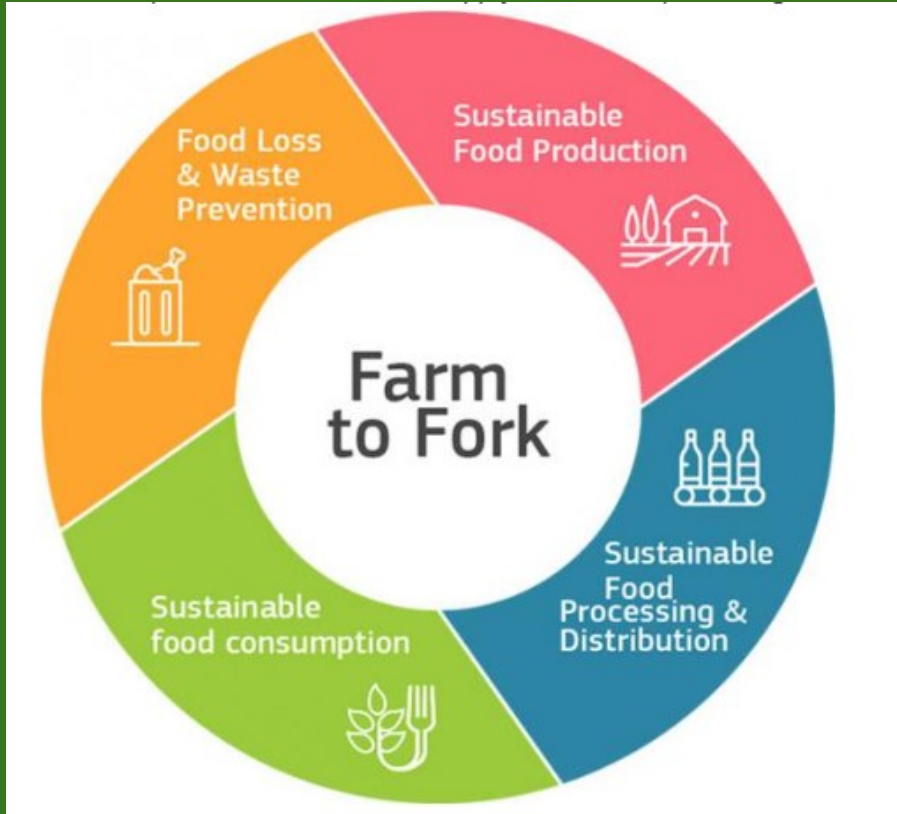 Farm
to Fork
Sustainable
Food Production
Sustainable
Food
Processing &
Distribution
Sustainable
food consumption
Food Loss
& Waste
Prevention